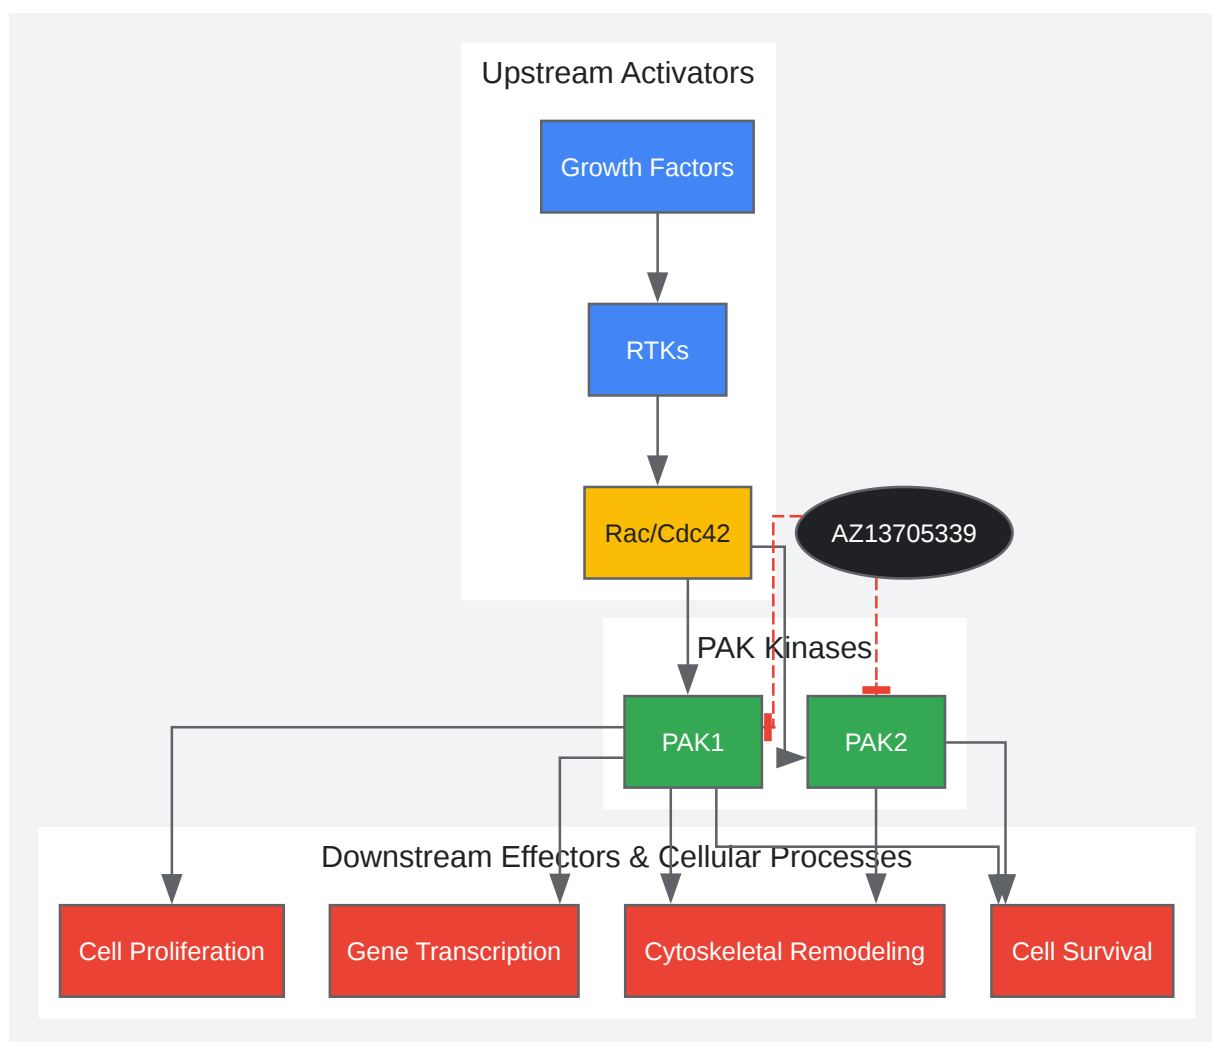 Upstream Activators
Growth Factors
RTKs
Rac/Cdc42
AZ13705339
PAK Kinases
PAK1
PAK2
Downstream Effectors & Cellular Processes
Cell Proliferation
Gene Transcription
Cytoskeletal Remodeling
Cell Survival